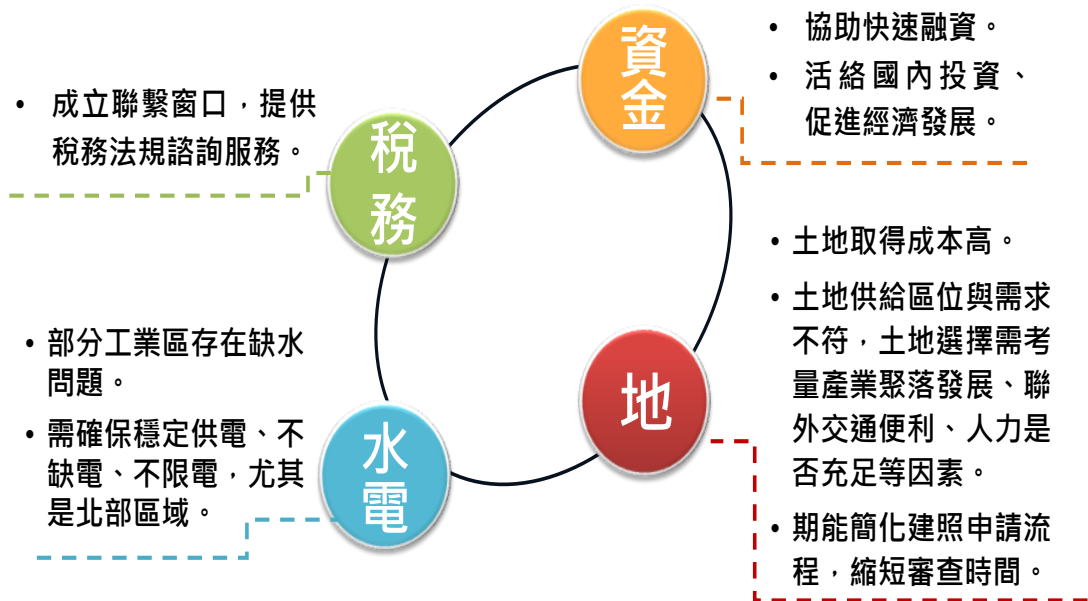 資金
• 協助快速融資。
• 活絡國內投資、
促進經濟發展。
• 成立聯繫窗口，提供
稅務法規諮詢服務。
稅務
• 土地取得成本高。
• 土地供給區位與需求
不符，土地選擇需考
量產業聚落發展、聯
外交通便利、人力是
否充足等因素。
• 期能簡化建照申請流
程，縮短審查時間。
地
• 部分工業區存在缺水
問題。
• 需確保穩定供電、不
缺電、不限電，尤其
是北部區域。
水電